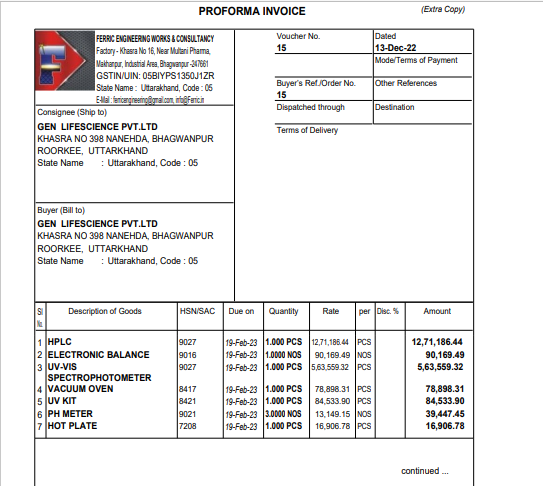 PROFORMA INVOICE
(Extra Copy)
FERRIC ENGINEERING WORKS & CONSULTANCY
Factory - Khasra No 16, Near Multani Pharma,
Makhanpur, Industrial Area, Bhagwanpur -247661
GSTIN/UIN: 05BIYPS1350J1ZR
State Name : Uttarakhand, Code : 05
E-Mail : ferricengineering@gmail.com, info@Ferric.in
Voucher No.
15
Dated
13-Dec-22
Mode/Terms of Payment
Buyer's Ref./Order No.
15
Other References
Dispatched through
Destination
Terms of Delivery
Consignee (Ship to)
GEN LIFESCIENCE PVT.LTD
KHASRA NO 398 NANEHDA, BHAGWANPUR
ROORKEE, UTTARKHAND
State Name : Uttarakhand, Code : 05
Buyer (Bill to)
GEN LIFESCIENCE PVT.LTD
KHASRA NO 398 NANEHDA, BHAGWANPUR
ROORKEE, UTTARKHAND
State Name : Uttarakhand, Code : 05
Sl No. Description of Goods HSN/SAC Due on Quantity Rate per Disc. % Amount
1 HPLC 9027 19-Feb-23 1.000 PCS 12,71,186.44 PCS 12,71,186.44
2 ELECTRONIC BALANCE 9016 19-Feb-23 1.0000 NOS 90,169.49 NOS 90,169.49
3 UV-VIS 9027 19-Feb-23 1.000 PCS 5,63,559.32 PCS 5,63,559.32
SPECTROPHOTOMETER
4 VACUUM OVEN 8417 19-Feb-23 1.000 PCS 78,898.31 PCS 78,898.31
5 UV KIT 8421 19-Feb-23 1.000 PCS 84,533.90 PCS 84,533.90
6 PH METER 9021 19-Feb-23 3.0000 NOS 13,149.15 NOS 39,447.45
7 HOT PLATE 7208 19-Feb-23 1.000 PCS 16,906.78 PCS 16,906.78
continued ...